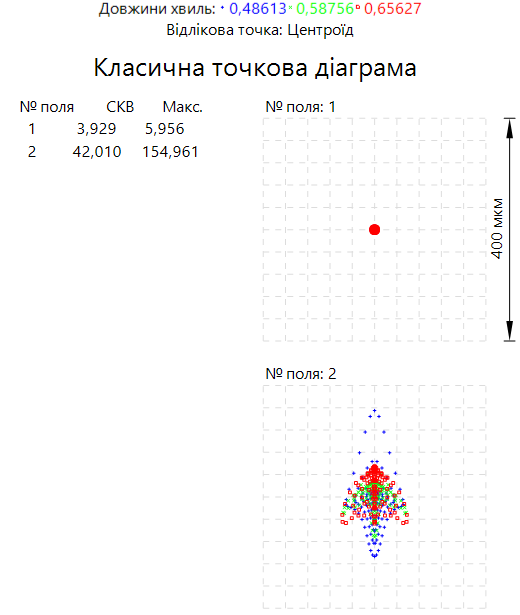 Довжини хвиль: 0,48613 0,58756 0,65627
Відлікова точка: Центроїд
Класична точкова діаграма
№ поля СКВ Макс.
1 3,929 5,956
2 42,010 154,961
№ поля: 1
400 мкм
№ поля: 2